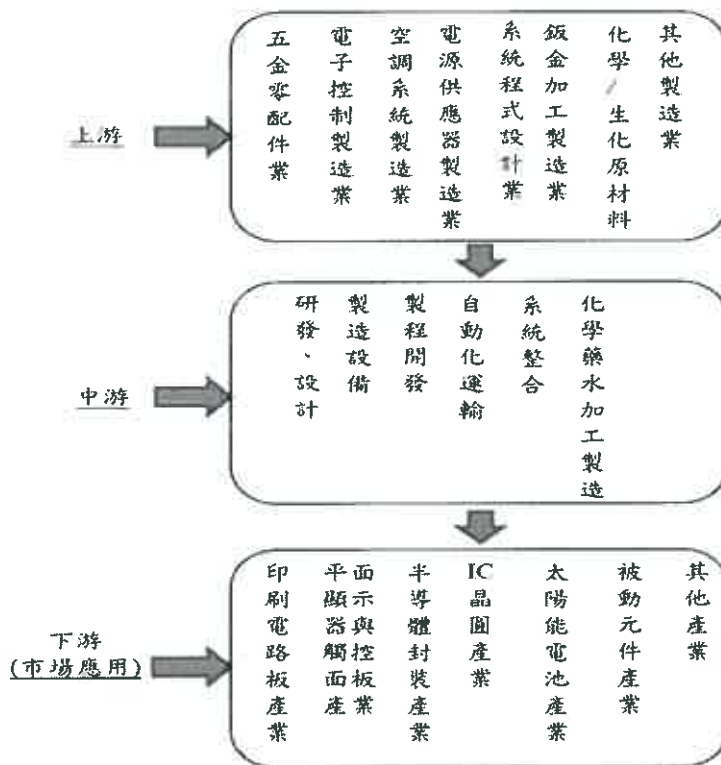 上游
五金零配件業
電子控制製造業
空調系統製造業
電源供應器製造業
系統程式設計業
鈑金加工製造業
化學/生化原材料
其他製造業
中游
研發、設計
製造設備
製程開發
自動化運輸
系統整合
化學藥水加工製造
下游
(市場應用)
印刷電路板產業
平面顯示器與觸控面板產業
半導體封裝產業
IC晶圓產業
太陽能電池產業
被動元件產業
其他產業